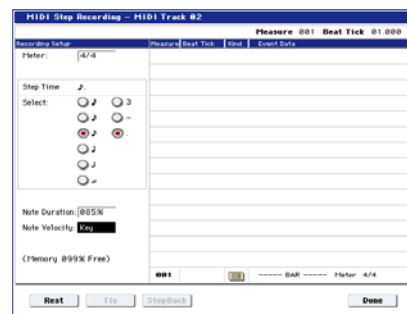 MIDI Step Recording - MIDI Track 02
Measure 001 Beat Tick 01.000
Recording Setup
Measure Beat Tick Kind Event Data
Meter: 4/4
Step Time
Select:
3
-
.
Note Duration: 085%
Note Velocity: Key
(Memory 099% Free)
001 ----- BAR ----- Meter 4/4
Rest Tie StepBack Done